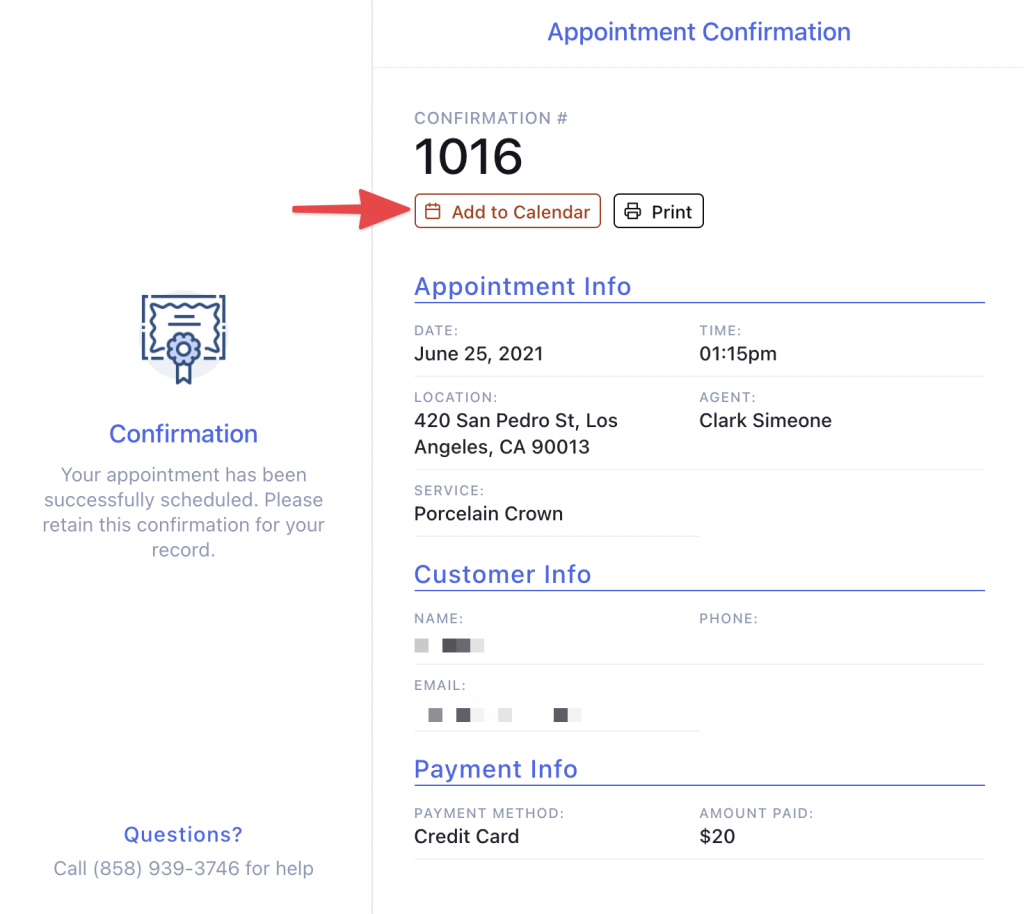 Appointment Confirmation
CONFIRMATION #
1016
Add to Calendar
Print
Confirmation
Your appointment has been
successfully scheduled. Please
retain this confirmation for your
record.
Questions?
Call (858) 939-3746 for help
Appointment Info
DATE:
June 25, 2021
TIME:
01:15pm
LOCATION:
420 San Pedro St, Los
Angeles, CA 90013
AGENT:
Clark Simeone
SERVICE:
Porcelain Crown
Customer Info
NAME:
PHONE:
EMAIL:
Payment Info
PAYMENT METHOD:
Credit Card
AMOUNT PAID:
$20